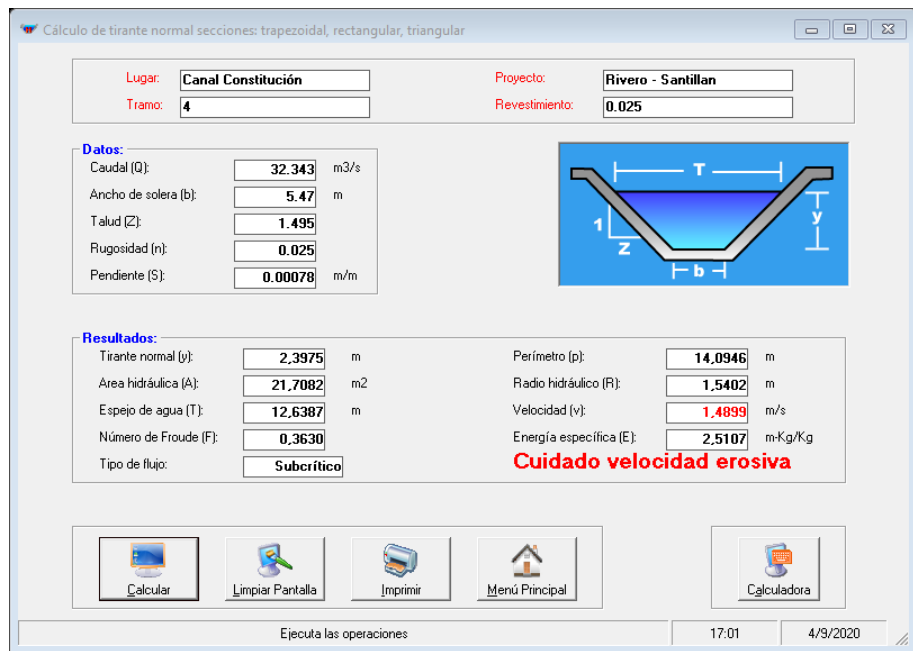 Cálculo de tirante normal secciones: trapezoidal, rectangular, triangular
Lugar: Canal Constitución Proyecto: Rivero - Santillan
Tramo: 4 Revestimiento: 0.025
Datos:
Caudal (Q): 32.343 m3/s
Ancho de solera (b): 5.47 m
Talud (Z): 1.495
Rugosidad (n): 0.025
Pendiente (S): 0.00078 m/m
T
y
1
Z
b
Resultados:
Tirante normal (y): 2,3975 m Perímetro (p): 14,0946 m
Area hidráulica (A): 21,7082 m2 Radio hidráulico (R): 1,5402 m
Espejo de agua (T): 12,6387 m Velocidad (v): 1,4899 m/s
Número de Froude (F): 0,3630 Energía específica (E): 2,5107 m-Kg/Kg
Tipo de flujo: Subcrítico Cuidado velocidad erosiva
Calcular Limpiar Pantalla Imprimir Menú Principal Calculadora
Ejecuta las operaciones 17:01 4/9/2020